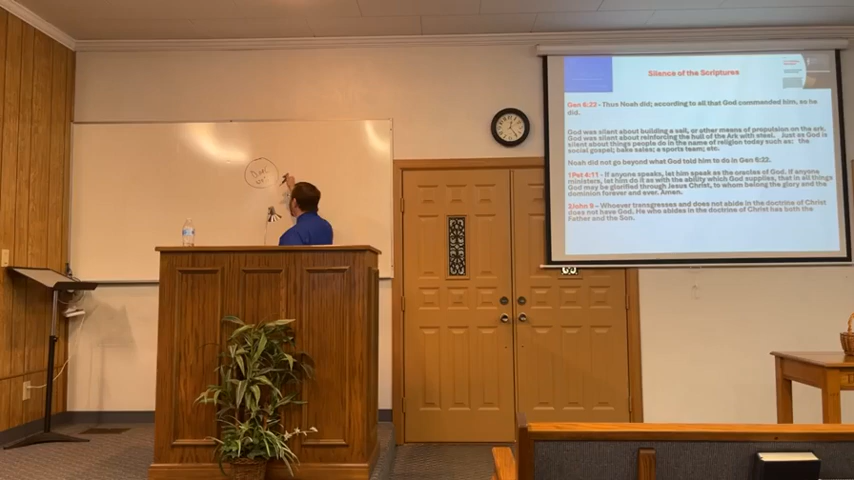 Silence of the Scriptures
Gen 6:22 - Thus Noah did; according to all that God commanded him, so he
did.
God was silent about building a sail, or other means of propulsion on the ark.
God was silent about reinforcing the hull of the Ark with steel. Just as God is
silent about things people do in the name of religion today such as: the
social gospel; bake sales; a sports team; etc.
Noah did not go beyond what God told him to do in Gen 6:22.
1Pet 4:11 - If anyone speaks, let him speak as the oracles of God. If anyone
ministers, let him do it as with the ability which God supplies, that in all things
God may be glorified through Jesus Christ, to whom belong the glory and the
dominion forever and ever. Amen.
2John 9 – Whoever transgresses and does not abide in the doctrine of Christ
does not have God. He who abides in the doctrine of Christ has both the
Father and the Son.